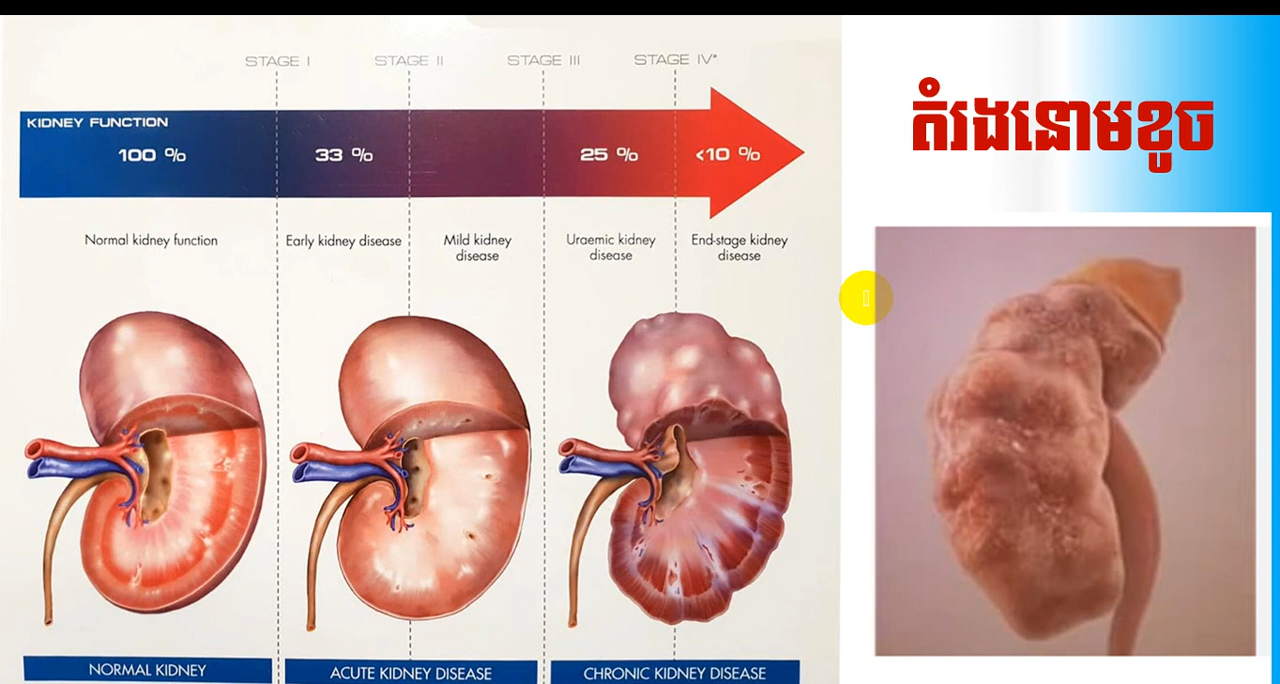 STAGE I
STAGE II
STAGE III
STAGE IV*
KIDNEY FUNCTION
100 %
33 %
25 %
<10 %
Normal kidney function
Early kidney disease
Mild kidney
disease
Uraemic kidney
disease
End-stage kidney
disease
NORMAL KIDNEY
ACUTE KIDNEY DISEASE
CHRONIC KIDNEY DISEASE
តំរងនោមខូច